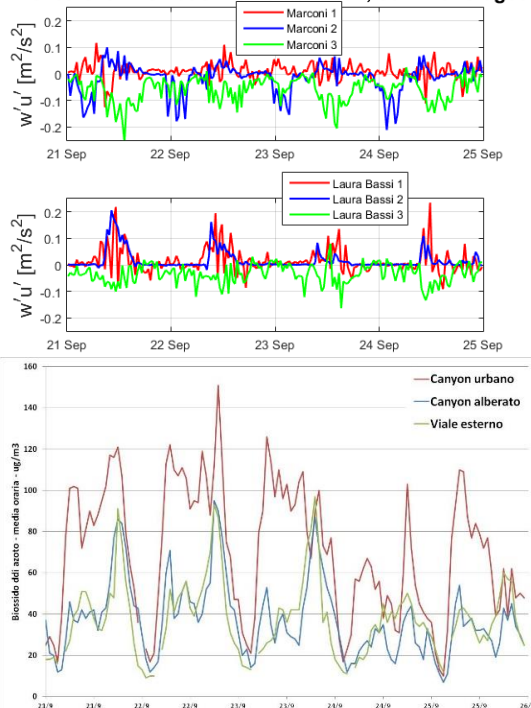 Marconi 1
Marconi 2
Marconi 3
w'u' [m²/s²]
0.2
0.1
0
-0.1
-0.2
21 Sep
22 Sep
23 Sep
24 Sep
25 Sep
Laura Bassi 1
Laura Bassi 2
Laura Bassi 3
w'u' [m²/s²]
0.2
0.1
0
-0.1
-0.2
21 Sep
22 Sep
23 Sep
24 Sep
25 Sep
Canyon urbano
Canyon alberato
Viale esterno
Biossido ddi azoto - media oraria - ug/m3
160
140
120
100
80
60
40
20
0
21/9
21/9
22/9
22/9
23/9
23/9
24/9
24/9
25/9
25/9